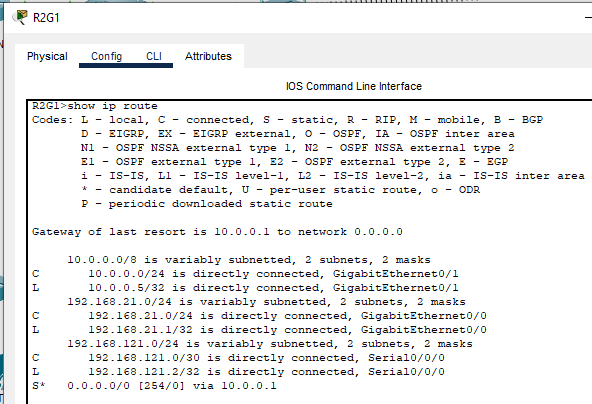 R2G1
Physical Config CLI Attributes
IOS Command Line Interface
R2G1>show ip route
Codes: L - local, C - connected, S - static, R - RIP, M - mobile, B - BGP
D - EIGRP, EX - EIGRP external, O - OSPF, IA - OSPF inter area
N1 - OSPF NSSA external type 1, N2 - OSPF NSSA external type 2
E1 - OSPF external type 1, E2 - OSPF external type 2, E - EGP
i - IS-IS, L1 - IS-IS level-1, L2 - IS-IS level-2, ia - IS-IS inter area
* - candidate default, U - per-user static route, o - ODR
P - periodic downloaded static route
Gateway of last resort is 10.0.0.1 to network 0.0.0.0
10.0.0.0/8 is variably subnetted, 2 subnets, 2 masks
C 10.0.0.0/24 is directly connected, GigabitEthernet0/1
L 10.0.0.5/32 is directly connected, GigabitEthernet0/1
192.168.21.0/24 is variably subnetted, 2 subnets, 2 masks
C 192.168.21.0/24 is directly connected, GigabitEthernet0/0
L 192.168.21.1/32 is directly connected, GigabitEthernet0/0
192.168.121.0/24 is variably subnetted, 2 subnets, 2 masks
C 192.168.121.0/30 is directly connected, Serial0/0/0
L 192.168.121.2/32 is directly connected, Serial0/0/0
S* 0.0.0.0/0 [254/0] via 10.0.0.1